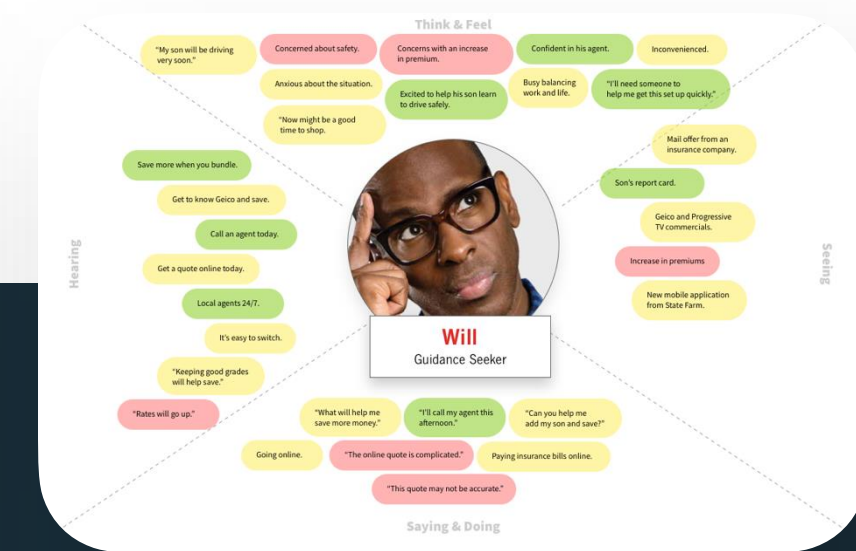 Think & Feel
"My son will be driving
very soon."
Concerned about safety.
Concerns with an increase
in premium.
Confident in his agent.
Inconvenienced.
Anxious about the situation.
Excited to help his son learn
to drive safely.
Busy balancing
work and life.
"I'll need someone to
help me get this set up quickly."
"Now might be a good
time to shop.
Hearing
Save more when you bundle.
Get to know Geico and save.
Call an agent today.
Get a quote online today.
Local agents 24/7.
It's easy to switch.
"Keeping good grades
will help save."
"Rates will go up."
Will
Guidance Seeker
Mail offer from an
insurance company.
Son's report card.
Geico and Progressive
TV commercials.
Increase in premiums
New mobile application
from State Farm.
Seeing
"What will help me
save more money."
"I'll call my agent this
afternoon."
"Can you help me
add my son and save?"
Going online.
"The online quote is complicated."
Paying insurance bills online.
"This quote may not be accurate."
Saying & Doing